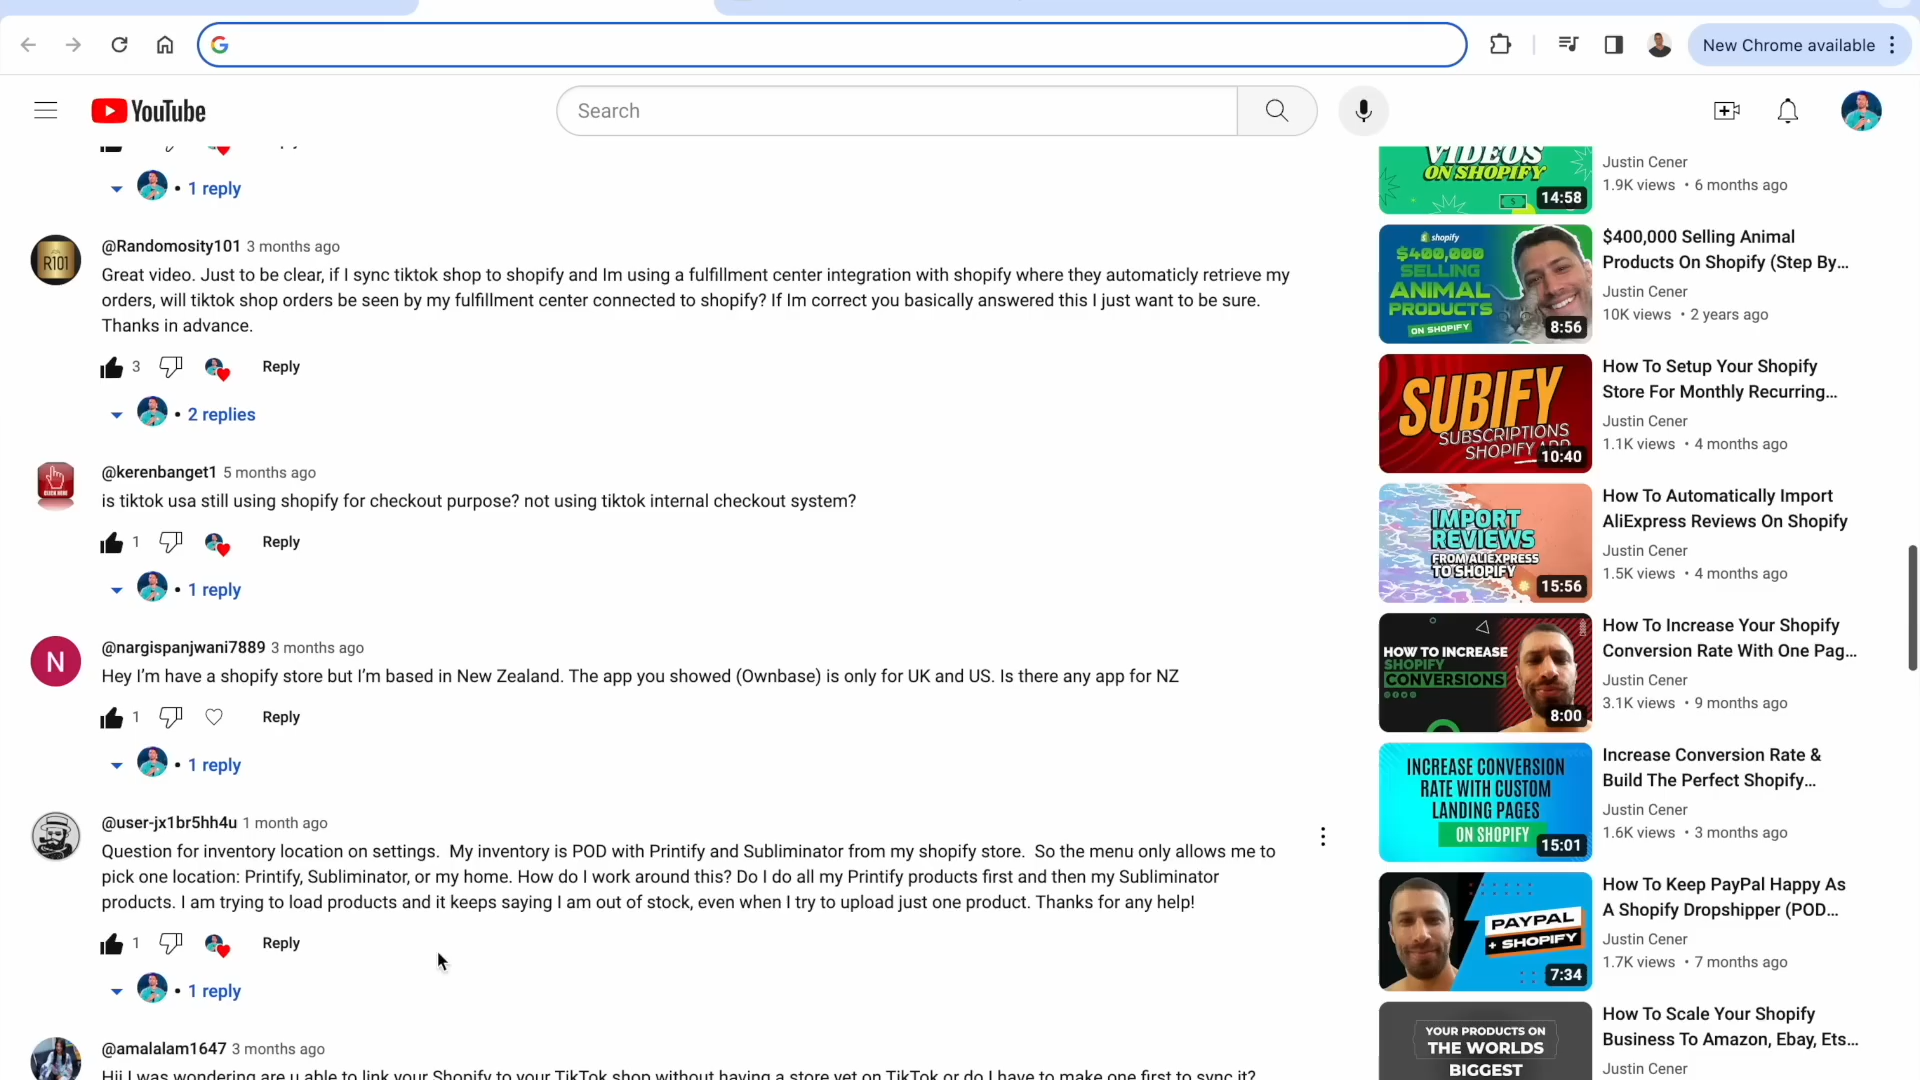 New Chrome available
YouTube
Search
1 reply
@Randomosity101 3 months ago
Great video. Just to be clear, if I sync tiktok shop to shopify and Im using a fulfillment center integration with shopify where they automaticly retrieve my
orders, will tiktok shop orders be seen by my fulfillment center connected to shopify? If Im correct you basically answered this I just want to be sure.
Thanks in advance.
3
Reply
2 replies
@kerenbanget1 5 months ago
is tiktok usa still using shopify for checkout purpose? not using tiktok internal checkout system?
1
Reply
1 reply
@nargispanjwani7889 3 months ago
Hey I’m have a shopify store but I’m based in New Zealand. The app you showed (Ownbase) is only for UK and US. Is there any app for NZ
1
Reply
1 reply
@user-jx1br5hh4u 1 month ago
Question for inventory location on settings. My inventory is POD with Printify and Subliminator from my shopify store. So the menu only allows me to
pick one location: Printify, Subliminator, or my home. How do I work around this? Do I do all my Printify products first and then my Subliminator
products. I am trying to load products and it keeps saying I am out of stock, even when I try to upload just one product. Thanks for any help!
1
Reply
1 reply
@amalalam1647 3 months ago
Hii I was wondering are u able to link your Shopify to your TikTok shop without having a store yet on TikTok or do I have to make one first to sync it?
R101
CLICK HERE
N
VIDEOS
ON SHOPIFY
14:58
Justin Cener
1.9K views • 6 months ago
shopify
$400,000
SELLING
ANIMAL
PRODUCTS
ON SHOPIFY
8:56
$400,000 Selling Animal
Products On Shopify (Step By...
Justin Cener
10K views • 2 years ago
SUBIFY
SUBSCRIPTIONS
SHOPIFY APP
10:40
How To Setup Your Shopify
Store For Monthly Recurring...
Justin Cener
1.1K views • 4 months ago
IMPORT
REVIEWS
FROM ALIEXPRESS
TO SHOPIFY
15:56
How To Automatically Import
AliExpress Reviews On Shopify
Justin Cener
1.5K views • 4 months ago
HOW TO INCREASE
SHOPIFY
CONVERSIONS
8:00
How To Increase Your Shopify
Conversion Rate With One Pag...
Justin Cener
3.1K views • 9 months ago
INCREASE CONVERSION
RATE WITH CUSTOM
LANDING PAGES
ON SHOPIFY
15:01
Increase Conversion Rate &
Build The Perfect Shopify...
Justin Cener
1.6K views • 3 months ago
PAYPAL
+ SHOPIFY
7:34
How To Keep PayPal Happy As
A Shopify Dropshipper (POD...
Justin Cener
1.7K views • 7 months ago
YOUR PRODUCTS ON
THE WORLDS
BIGGEST
How To Scale Your Shopify
Business To Amazon, Ebay, Ets...
Justin Cener